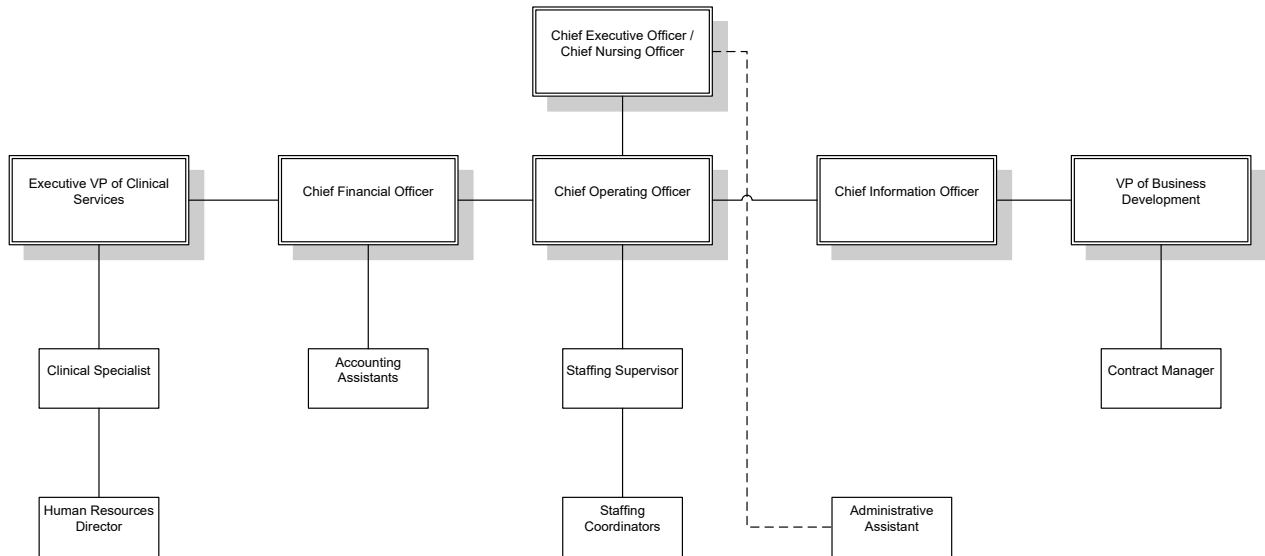 Chief Executive Officer /
Chief Nursing Officer
Executive VP of Clinical
Services
Chief Financial Officer
Chief Operating Officer
Chief Information Officer
VP of Business
Development
Clinical Specialist
Accounting
Assistants
Staffing Supervisor
Contract Manager
Human Resources
Director
Staffing
Coordinators
Administrative
Assistant